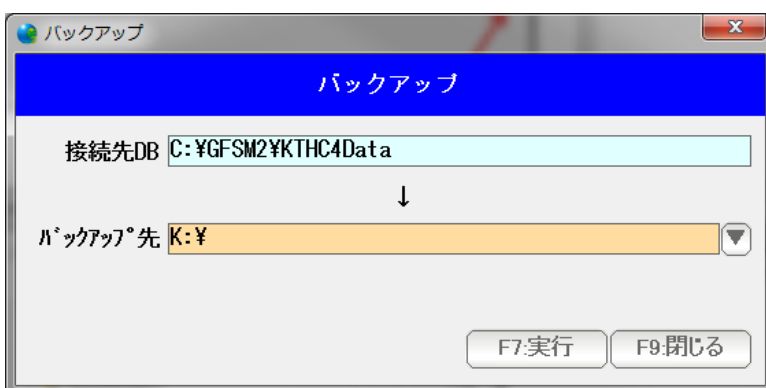 バックアップ
バックアップ
接続先DB C:¥GFSM2¥KTHC4Data
↓
ﾊﾞｯｸｱｯﾌﾟ先 K:¥
F7:実行 F9:閉じる